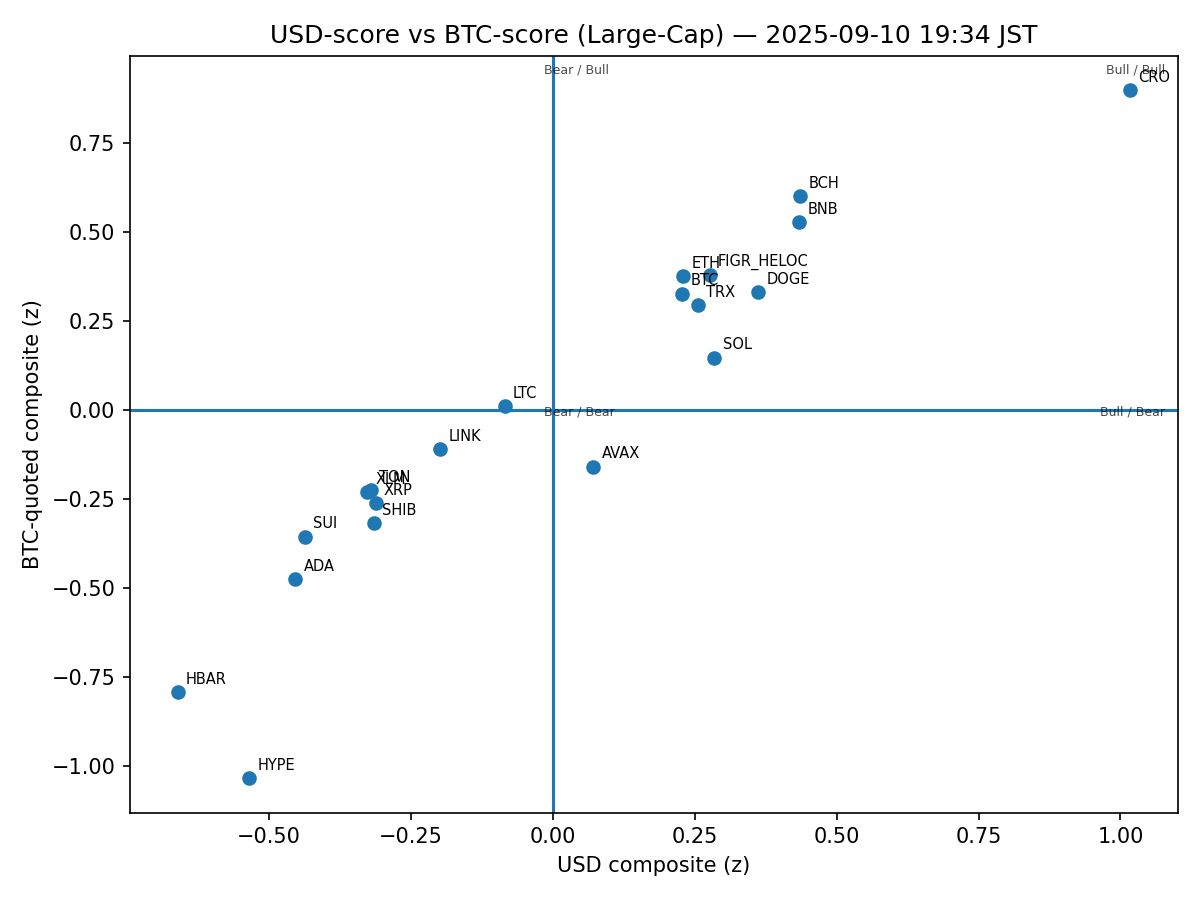 USD-score vs BTC-score (Large-Cap) — 2025-09-10 19:34 JST
Bear / Bull
Bull / Bull
CRO
BCH
BNB
ETH
FIGR_HELOC
BTC
DOGE
TRX
SOL
LTC
Bear / Bear
Bull / Bear
LINK
AVAX
TON
XLM
XRP
SHIB
SUI
ADA
HBAR
HYPE
0.75
0.50
0.25
0.00
−0.25
−0.50
−0.75
−1.00
BTC-quoted composite (z)
−0.50
−0.25
0.00
0.25
0.50
0.75
1.00
USD composite (z)